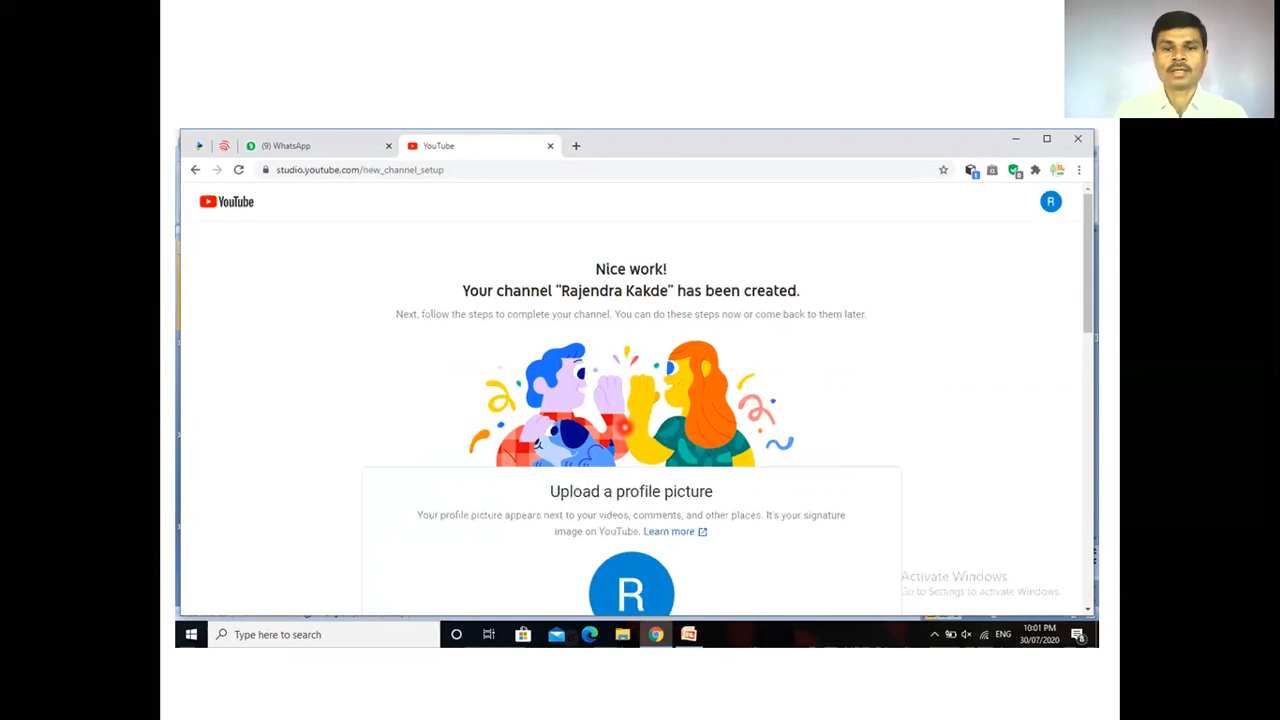 (9) WhatsApp
YouTube
studio.youtube.com/new_channel_setup
YouTube
R
Nice work!
Your channel "Rajendra Kakde" has been created.
Next, follow the steps to complete your channel. You can do these steps now or come back to them later.
Upload a profile picture
Your profile picture appears next to your videos, comments, and other places. It's your signature
image on YouTube. Learn more
R
Activate Windows
Go to Settings to activate Windows.
Type here to search
ENG
10:01 PM
30/07/2020